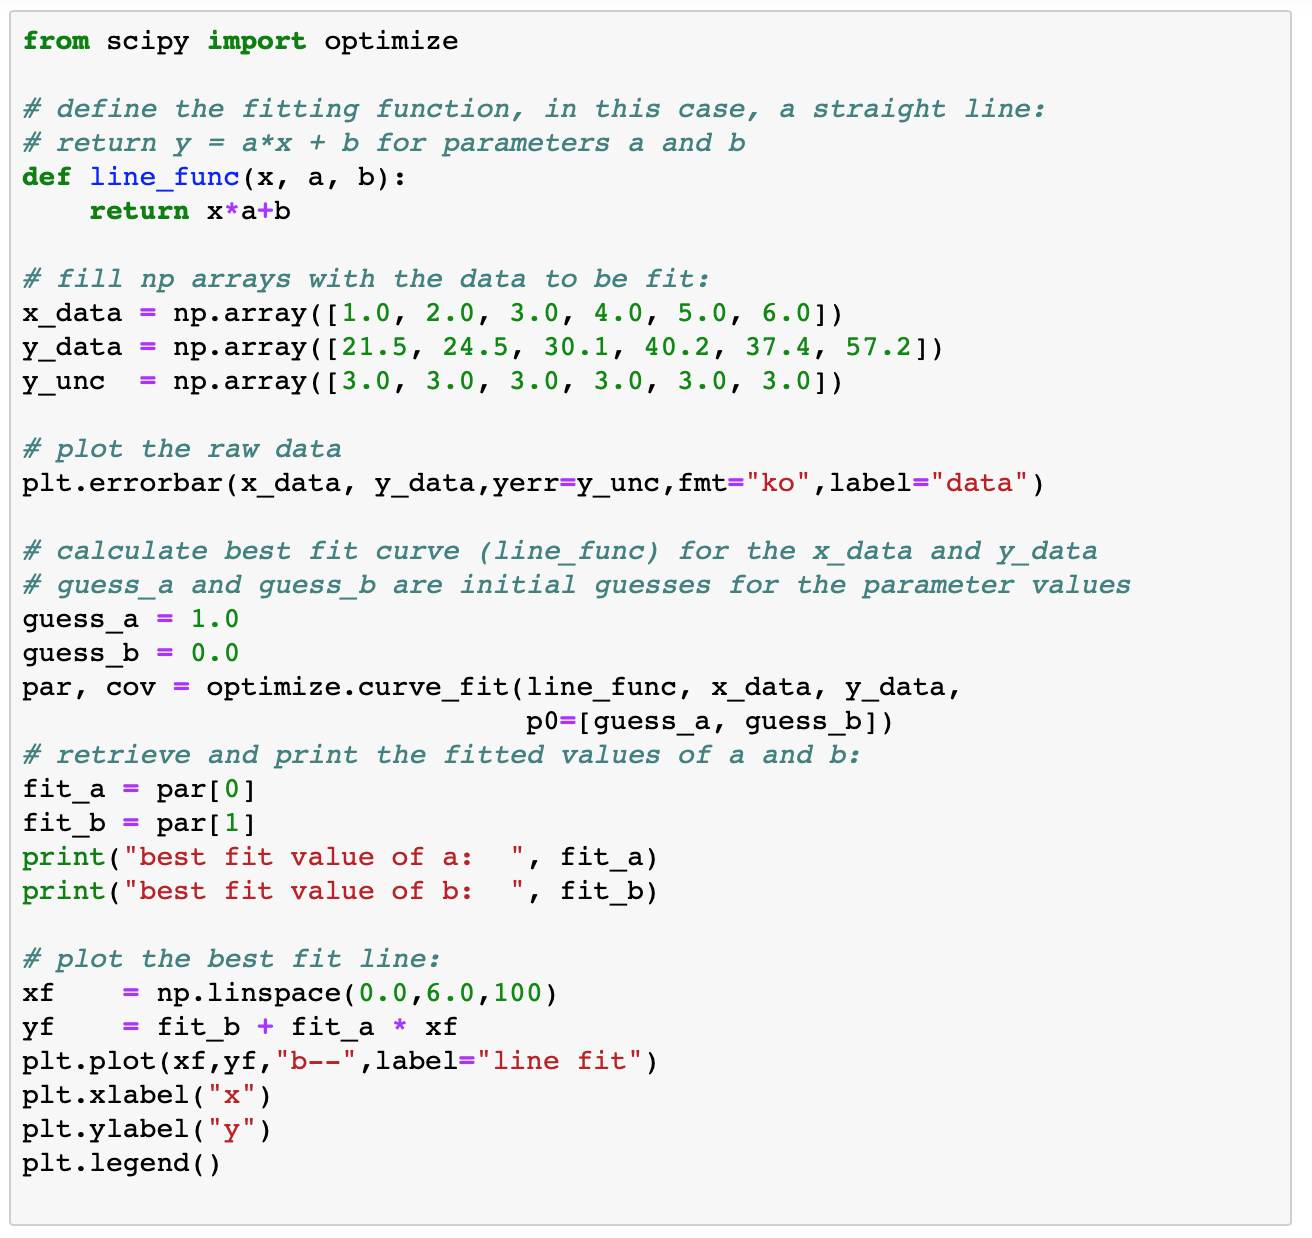 from scipy import optimize
# define the fitting function, in this case, a straight line:
# return y = a*x + b for parameters a and b
def line_func(x, a, b):
    return x*a+b
# fill np arrays with the data to be fit:
x_data = np.array([1.0, 2.0, 3.0, 4.0, 5.0, 6.0])
y_data = np.array([21.5, 24.5, 30.1, 40.2, 37.4, 57.2])
y_unc  = np.array([3.0, 3.0, 3.0, 3.0, 3.0, 3.0])
# plot the raw data
plt.errorbar(x_data, y_data,yerr=y_unc,fmt="ko",label="data")
# calculate best fit curve (line_func) for the x_data and y_data
# guess_a and guess_b are initial guesses for the parameter values
guess_a = 1.0
guess_b = 0.0
par, cov = optimize.curve_fit(line_func, x_data, y_data,
                              p0=[guess_a, guess_b])
# retrieve and print the fitted values of a and b:
fit_a = par[0]
fit_b = par[1]
print("best fit value of a:  ", fit_a)
print("best fit value of b:  ", fit_b)
# plot the best fit line:
xf    = np.linspace(0.0,6.0,100)
yf    = fit_b + fit_a * xf
plt.plot(xf,yf,"b--",label="line fit")
plt.xlabel("x")
plt.ylabel("y")
plt.legend()